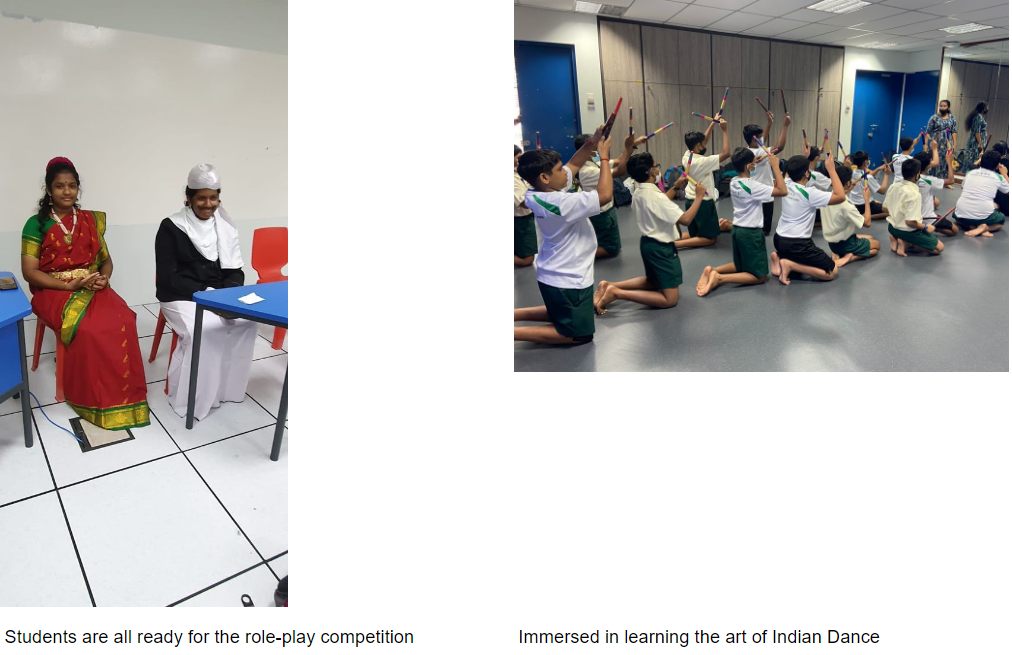 Students are all ready for the role-play competition
Immersed in learning the art of Indian Dance